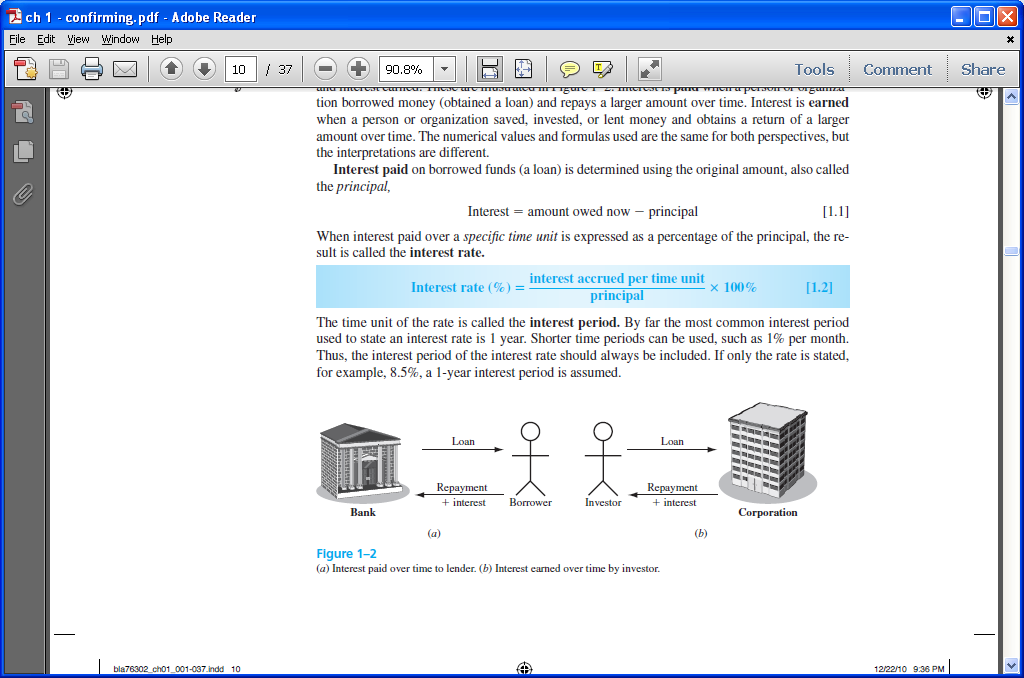 ch 1 - confirming.pdf - Adobe Reader
File Edit View Window Help
10 / 37 90.8% Tools Comment Share
and interest earned. These are illustrated in Figure 1–2. Interest is paid when a person or organiza-
tion borrowed money (obtained a loan) and repays a larger amount over time. Interest is earned
when a person or organization saved, invested, or lent money and obtains a return of a larger
amount over time. The numerical values and formulas used are the same for both perspectives, but
the interpretations are different.
Interest paid on borrowed funds (a loan) is determined using the original amount, also called
the principal,
Interest = amount owed now − principal [1.1]
When interest paid over a specific time unit is expressed as a percentage of the principal, the re-
sult is called the interest rate.
interest accrued per time unit
Interest rate (%) = × 100% [1.2]
principal
The time unit of the rate is called the interest period. By far the most common interest period
used to state an interest rate is 1 year. Shorter time periods can be used, such as 1% per month.
Thus, the interest period of the interest rate should always be included. If only the rate is stated,
for example, 8.5%, a 1-year interest period is assumed.
Loan
Repayment
+ interest
Bank
Borrower
(a)
Loan
Repayment
+ interest
Investor
Corporation
(b)
Figure 1–2
(a) Interest paid over time to lender. (b) Interest earned over time by investor.
bla76302_ch01_001-037.indd 10 12/22/10 9:36 PM